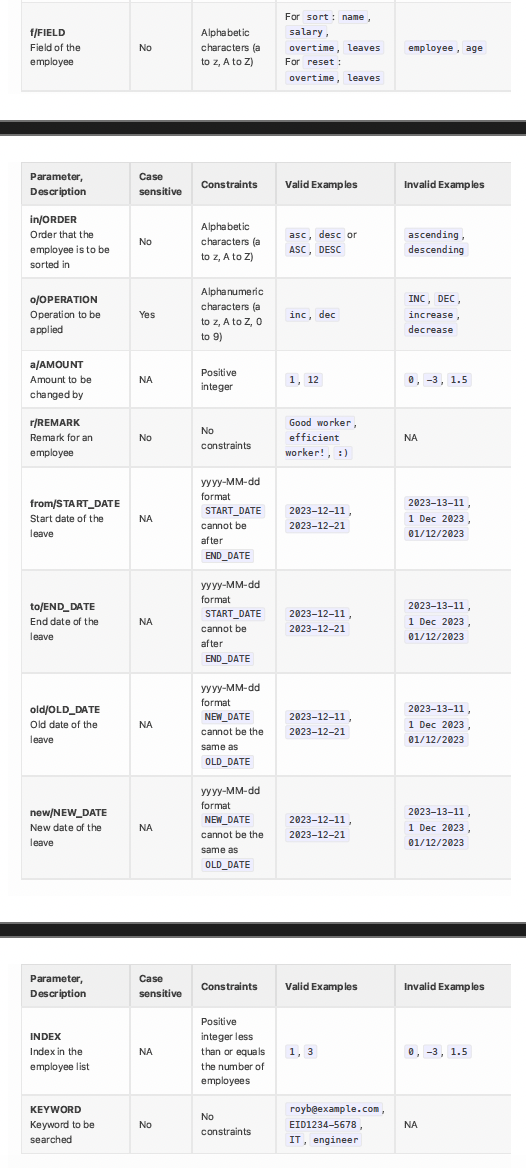 f/FIELD
Field of the
employee
No
Alphabetic
characters (a
to z, A to Z)
For sort: name,
salary,
overtime, leaves
For reset:
overtime, leaves
employee, age
Parameter,
Description
Case
sensitive
Constraints
Valid Examples
Invalid Examples
in/ORDER
Order that the
employee is to be
sorted in
No
Alphabetic
characters (a
to z, A to Z)
asc, desc or
ASC, DESC
ascending,
descending
o/OPERATION
Operation to be
applied
Yes
Alphanumeric
characters (a
to z, A to Z, 0
to 9)
inc, dec
INC, DEC,
increase,
decrease
a/AMOUNT
Amount to be
changed by
NA
Positive
integer
1, 12
0, -3, 1.5
r/REMARK
Remark for an
employee
No
No
constraints
Good worker,
efficient
worker!, :)
NA
from/START_DATE
Start date of the
leave
NA
yyyy-MM-dd
format
START_DATE
cannot be
after
END_DATE
2023-12-11,
2023-12-21
2023-13-11,
1 Dec 2023,
01/12/2023
to/END_DATE
End date of the
leave
NA
yyyy-MM-dd
format
START_DATE
cannot be
after
END_DATE
2023-12-11,
2023-12-21
2023-13-11,
1 Dec 2023,
01/12/2023
old/OLD_DATE
Old date of the
leave
NA
yyyy-MM-dd
format
NEW_DATE
cannot be the
same as
OLD_DATE
2023-12-11,
2023-12-21
2023-13-11,
1 Dec 2023,
01/12/2023
new/NEW_DATE
New date of the
leave
NA
yyyy-MM-dd
format
NEW_DATE
cannot be the
same as
OLD_DATE
2023-12-11,
2023-12-21
2023-13-11,
1 Dec 2023,
01/12/2023
Parameter,
Description
Case
sensitive
Constraints
Valid Examples
Invalid Examples
INDEX
Index in the
employee list
NA
Positive
integer less
than or equals
the number of
employees
1, 3
0, -3, 1.5
KEYWORD
Keyword to be
searched
No
No
constraints
royb@example.com,
EID1234-5678,
IT, engineer
NA